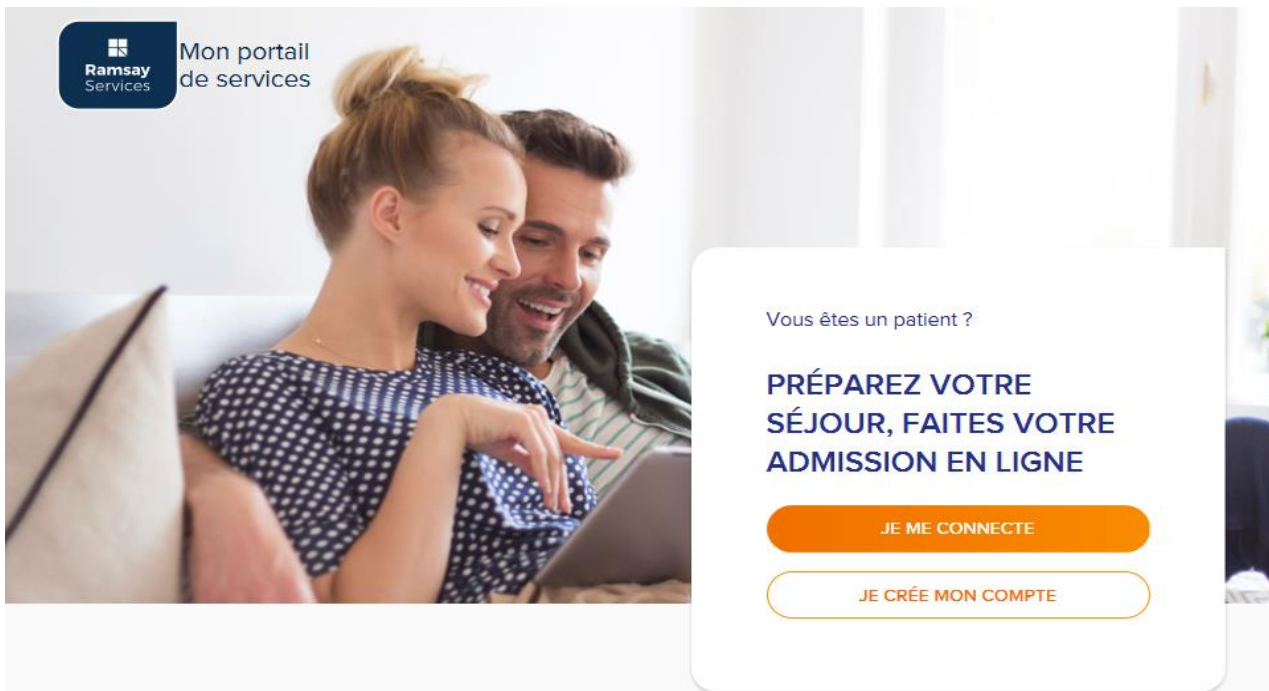 Ramsay
Services
Mon portail
de services
Vous êtes un patient ?
PRÉPAREZ VOTRE
SÉJOUR, FAITES VOTRE
ADMISSION EN LIGNE
JE ME CONNECTE
JE CRÉE MON COMPTE